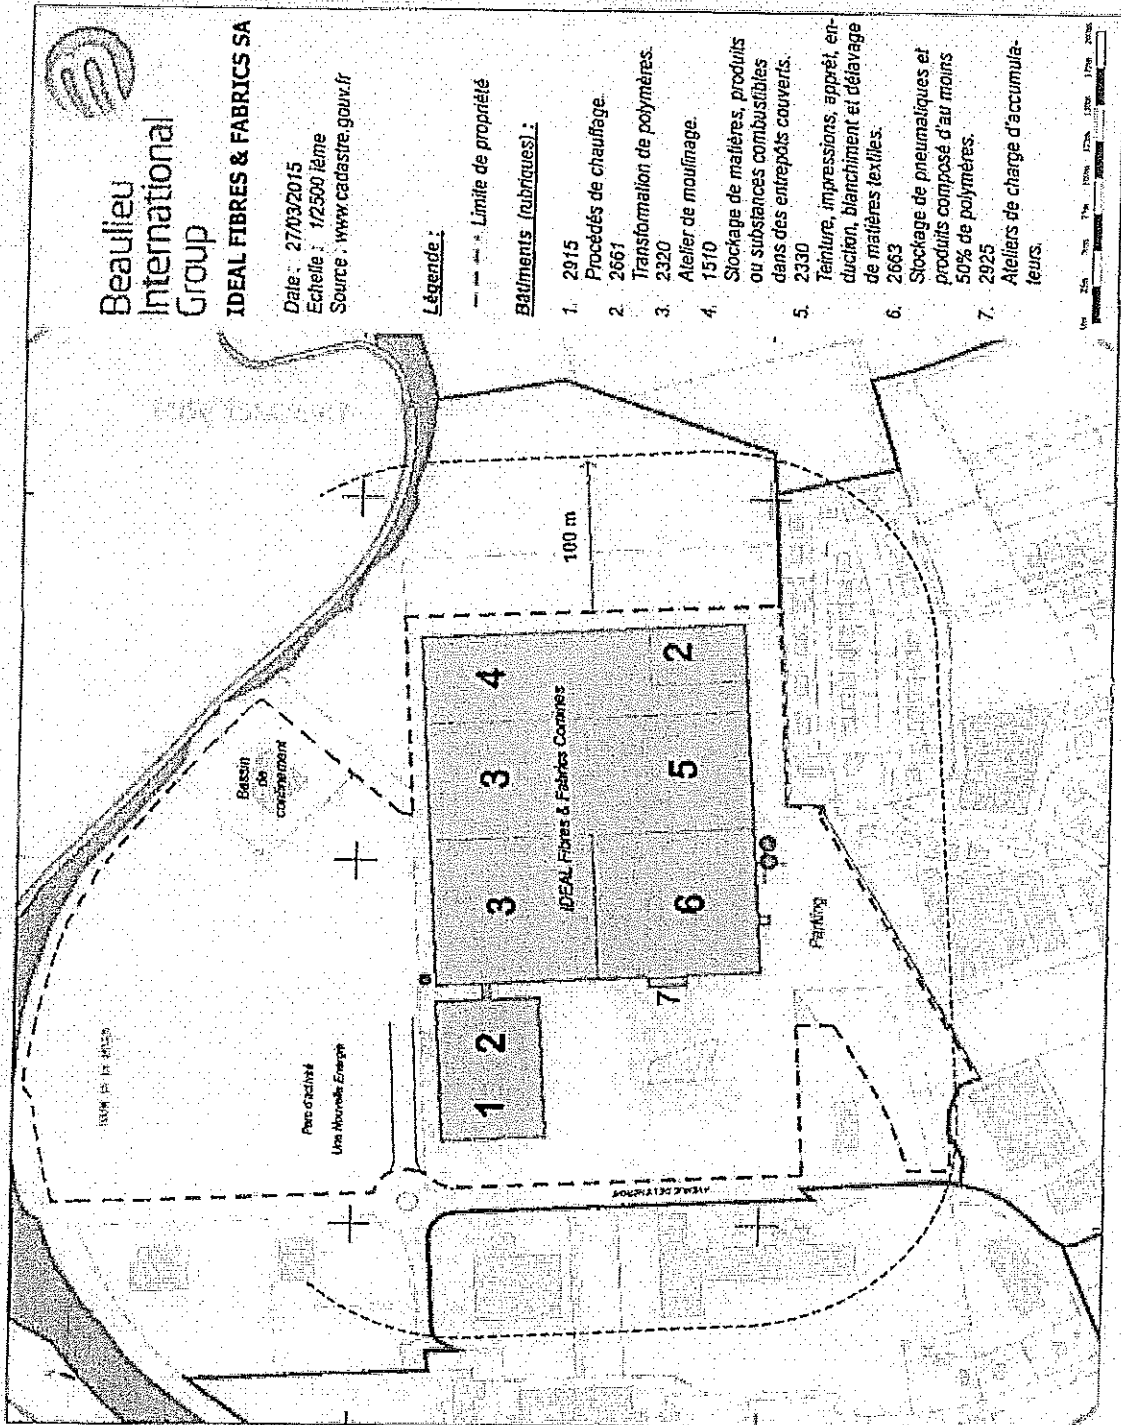 Beaulieu
International
Group
IDEAL FIBRES & FABRICS SA
Date : 27/03/2015
Echelle : 1/2500 ième
Source : www.cadastre.gouv.fr
Légende :
Limite de propriété
Bâtiments (rubriques) :
1. 2915
Procédés de chauffage.
2. 2661
Transformation de polymères.
3. 2320
Atelier de moulinage.
4. 1510
Stockage de matières, produits
ou substances combustibles
dans des entrepôts couverts.
5. 2330
Teinture, impressions, apprêt, en-
duction, blanchiment et délavage
de matières textiles.
6. 2663
Stockage de pneumatiques et
produits composé d'au moins
50% de polymères.
7. 2925
Ateliers de charge d'accumula-
teurs.
Bassin
de
confinement
Parc d'activité
Une Nouvelle Energie
100 m
1
2
3
3
4
IDEAL Fibres & Fabrics Comines
6
5
2
7
Parking